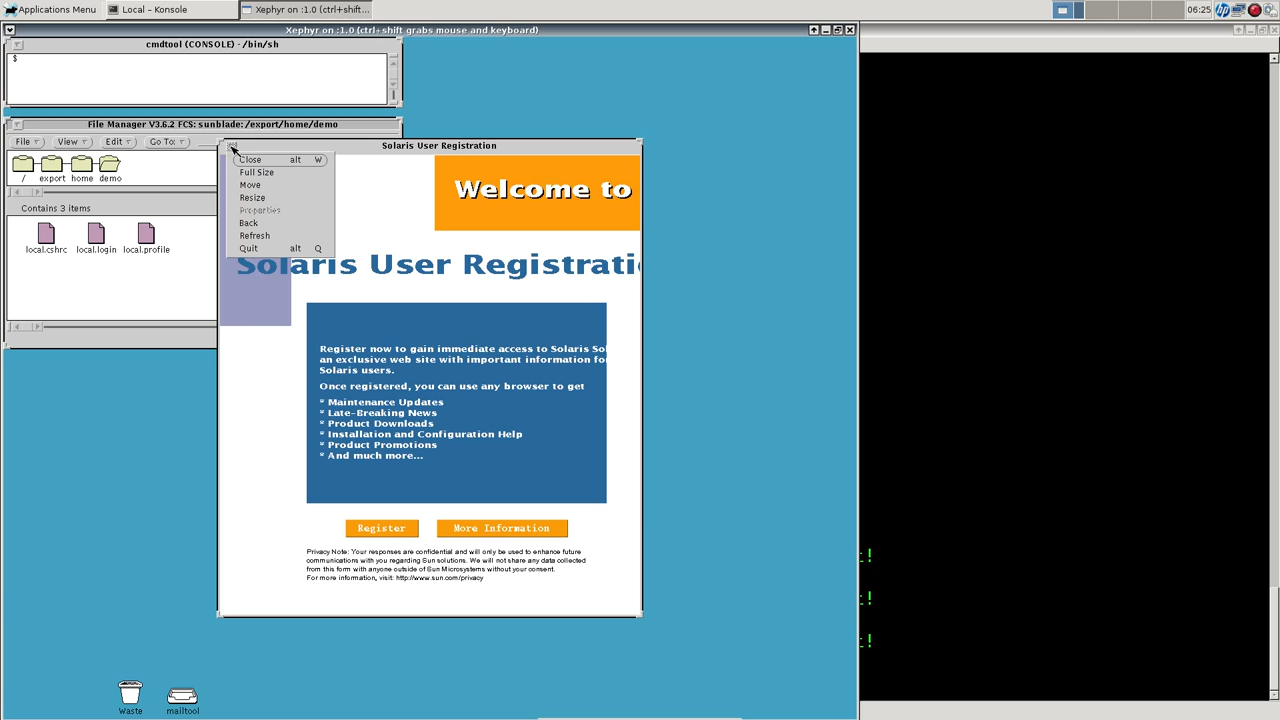 Applications Menu
Local - Konsole
Xephyr on :1.0 (ctrl+shift...
06:25
Xephyr on :1.0 (ctrl+shift grabs mouse and keyboard)
cmdtool (CONSOLE) - /bin/sh
$
File Manager V3.6.2 FCS: sunblade:/export/home/demo
File View Edit Go To:
/ export home demo
Contains 3 items
local.cshrc local.login local.profile
Solaris User Registration
Close alt W
Full Size
Move
Resize
Properties
Back
Refresh
Quit alt Q
Welcome to
Solaris User Registrati
Register now to gain immediate access to Solaris So
an exclusive web site with important information fo
Solaris users.
Once registered, you can use any browser to get
* Maintenance Updates
* Late-Breaking News
* Product Downloads
* Installation and Configuration Help
* Product Promotions
* And much more...
Register
More Information
Privacy Note: Your responses are confidential and will only be used to enhance future
communications with you regarding Sun solutions. We will not share any data collected
from this form with anyone outside of Sun Microsystems without your consent.
For more information, visit: http://www.sun.com/privacy
Waste
mailtool